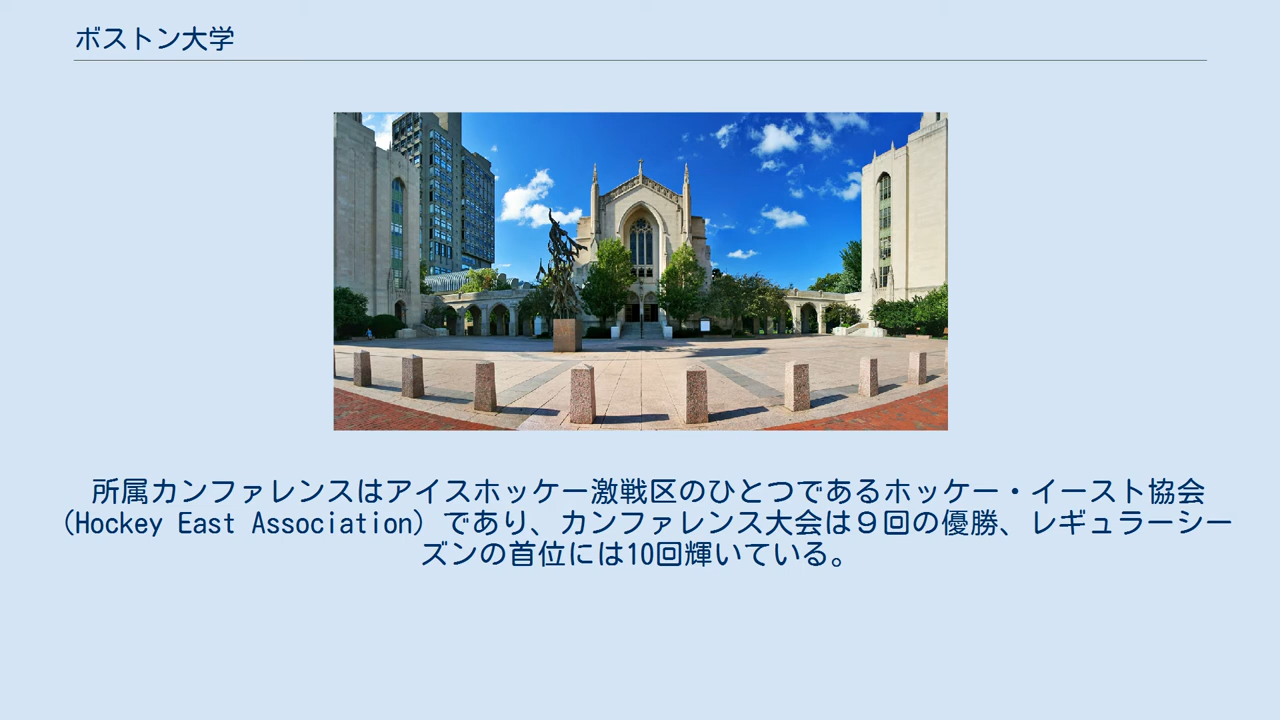 ボストン大学
所属カンファレンスはアイスホッケー激戦区のひとつであるホッケー・イースト協会
(Hockey East Association) であり、カンファレンス大会は９回の優勝、レギュラーシー
ズンの首位には10回輝いている。